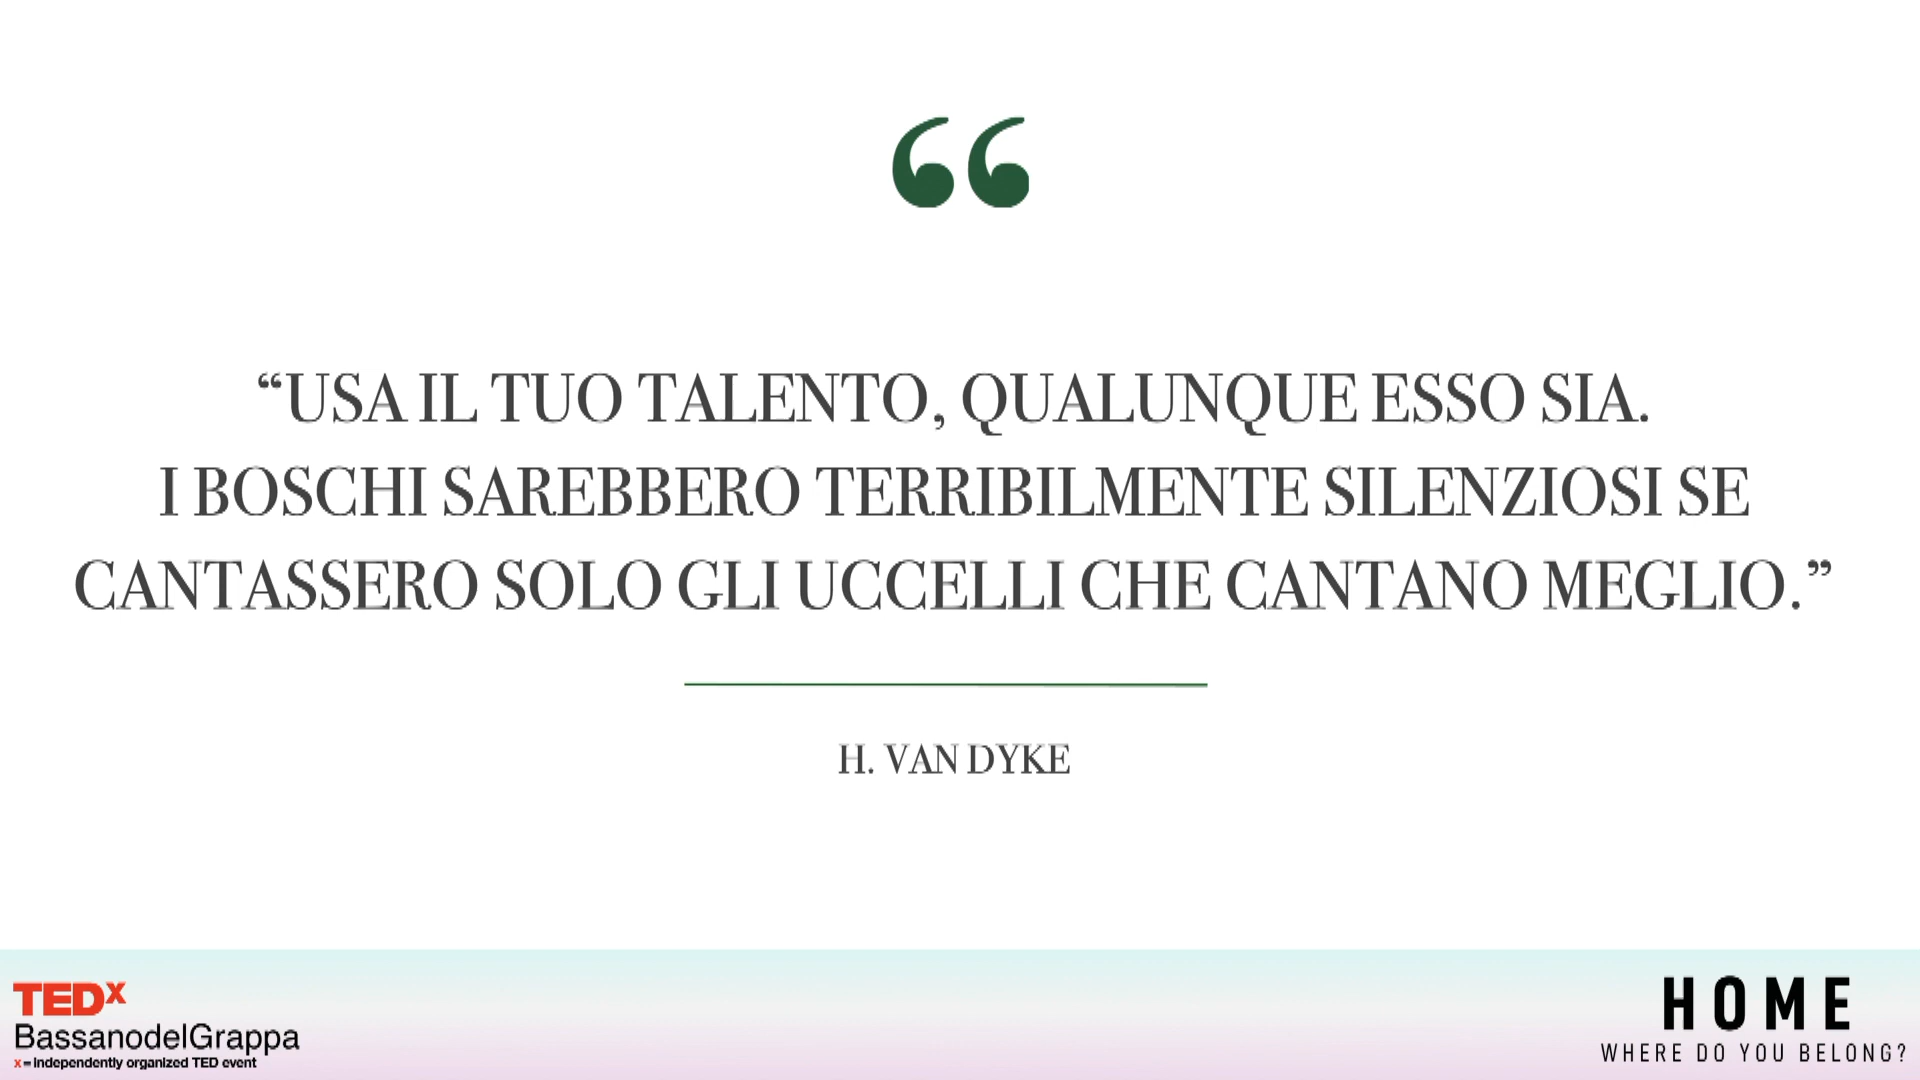 “USA IL TUO TALENTO, QUALUNQUE ESSO SIA.
I BOSCHI SAREBBERO TERRIBILMENTE SILENZIOSI SE
CANTASSERO SOLO GLI UCCELLI CHE CANTANO MEGLIO.”
H. VAN DYKE
TEDx
BassanodelGrappa
x = independently organized TED event
HOME
WHERE DO YOU BELONG?